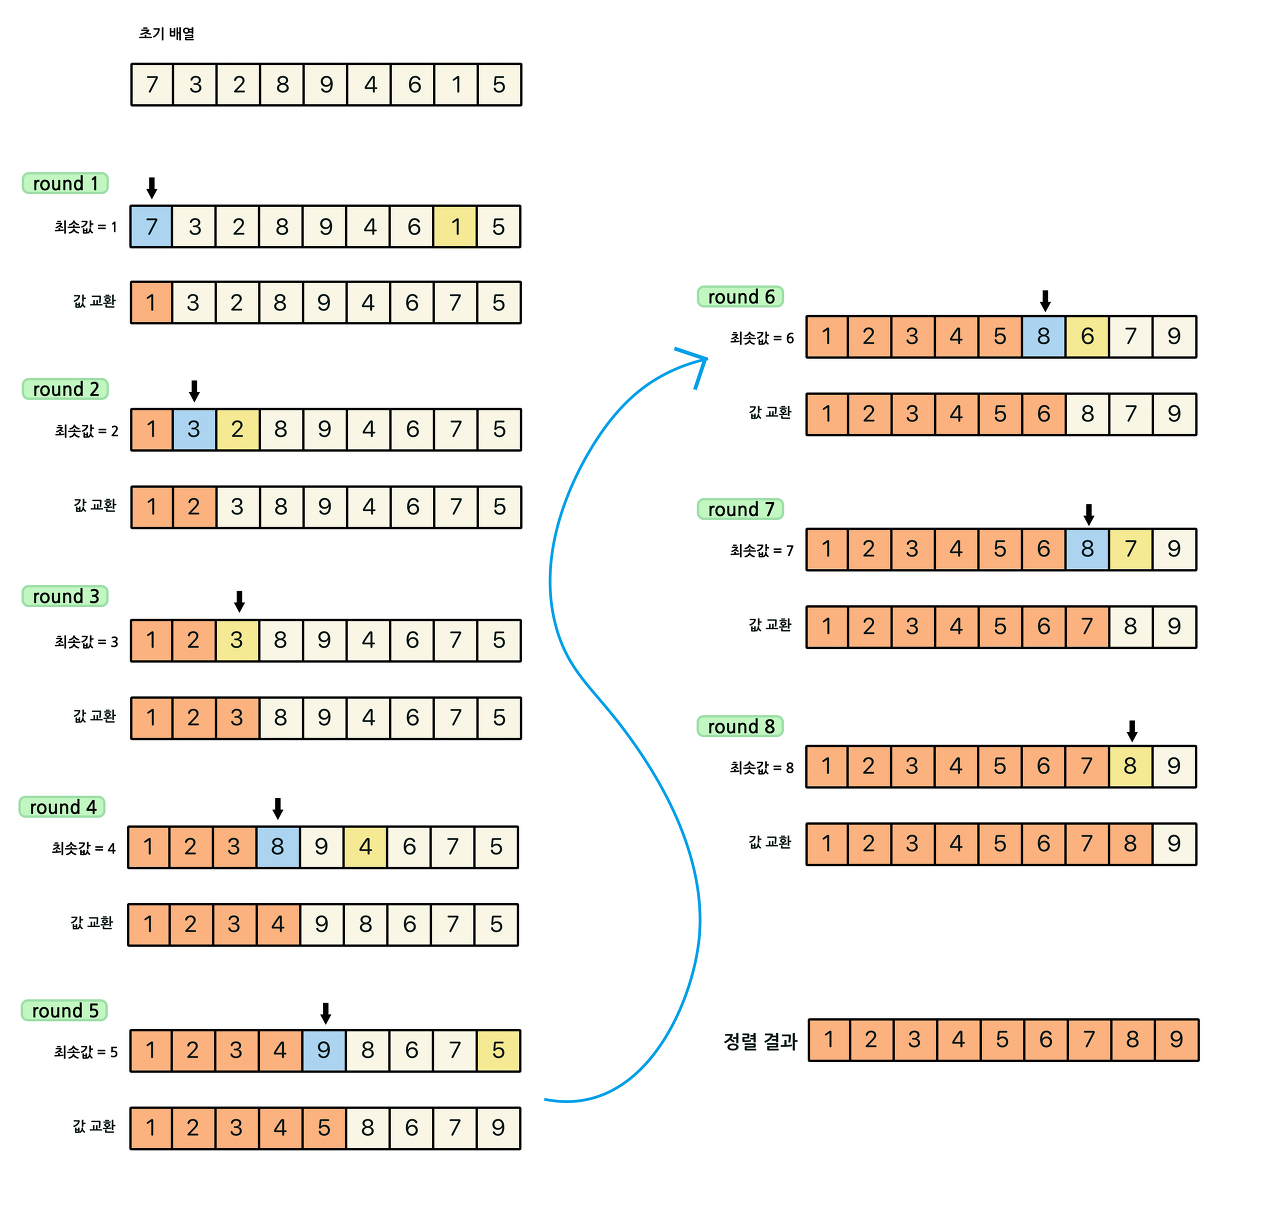 초기 배열
7 3 2 8 9 4 6 1 5
round 1
최솟값 = 1
7 3 2 8 9 4 6 1 5
값 교환
1 3 2 8 9 4 6 7 5
round 2
최솟값 = 2
1 3 2 8 9 4 6 7 5
값 교환
1 2 3 8 9 4 6 7 5
round 3
최솟값 = 3
1 2 3 8 9 4 6 7 5
값 교환
1 2 3 8 9 4 6 7 5
round 4
최솟값 = 4
1 2 3 8 9 4 6 7 5
값 교환
1 2 3 4 9 8 6 7 5
round 5
최솟값 = 5
1 2 3 4 9 8 6 7 5
값 교환
1 2 3 4 5 8 6 7 9
round 6
최솟값 = 6
1 2 3 4 5 8 6 7 9
값 교환
1 2 3 4 5 6 8 7 9
round 7
최솟값 = 7
1 2 3 4 5 6 8 7 9
값 교환
1 2 3 4 5 6 7 8 9
round 8
최솟값 = 8
1 2 3 4 5 6 7 8 9
값 교환
1 2 3 4 5 6 7 8 9
정렬 결과
1 2 3 4 5 6 7 8 9